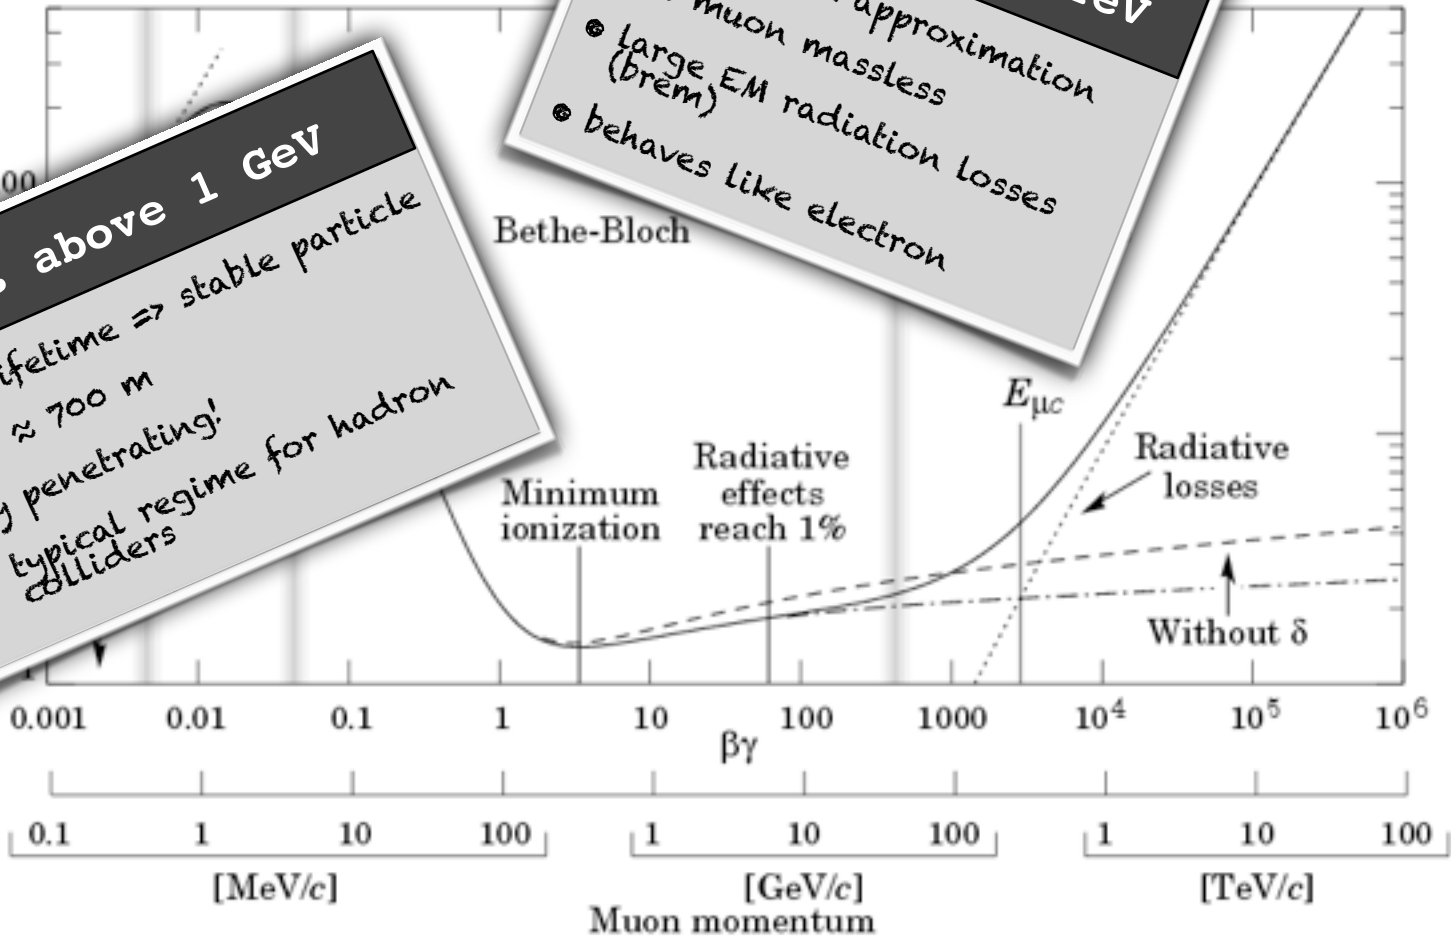 approximation
muon massless
large EM radiation losses
(brem)
behaves like electron
above 1 GeV
lifetime => stable particle
≈ 700 m
penetrating!
typical regime for hadron
colliders
00
Bethe-Bloch
Minimum
ionization
Radiative
effects
reach 1%
Eμc
Radiative
losses
Without δ
0.001 0.01 0.1 1 10 100 1000 10⁴ 10⁵ 10⁶
βγ
0.1 1 10 100 1 10 100 1 10 100
[MeV/c] [GeV/c] [TeV/c]
Muon momentum